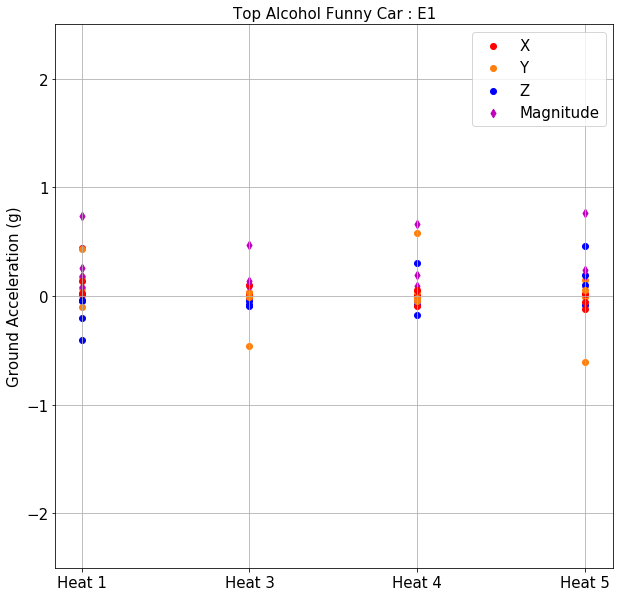 Top Alcohol Funny Car : E1
X
Y
Z
Magnitude
Ground Acceleration (g)
2
1
0
−1
−2
Heat 1 Heat 3 Heat 4 Heat 5